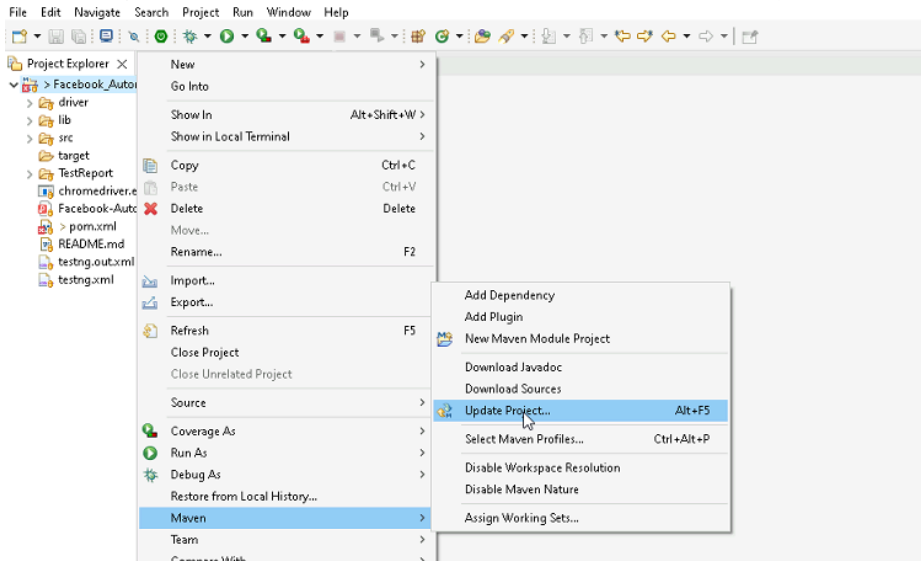 File Edit Navigate Search Project Run Window Help
Project Explorer
> Facebook_Autor
driver
lib
src
target
TestReport
chromedriver.e
Facebook-Autc
> pom.xml
README.md
testng.out.xml
testng.xml
New
Go Into
Show In Alt+Shift+W >
Show in Local Terminal
Copy Ctrl+C
Paste Ctrl+V
Delete Delete
Move...
Rename... F2
Import...
Export...
Refresh F5
Close Project
Close Unrelated Project
Source
Coverage As
Run As
Debug As
Restore from Local History...
Maven
Team
Compare With
Add Dependency
Add Plugin
New Maven Module Project
Download Javadoc
Download Sources
Update Project... Alt+F5
Select Maven Profiles... Ctrl+Alt+P
Disable Workspace Resolution
Disable Maven Nature
Assign Working Sets...